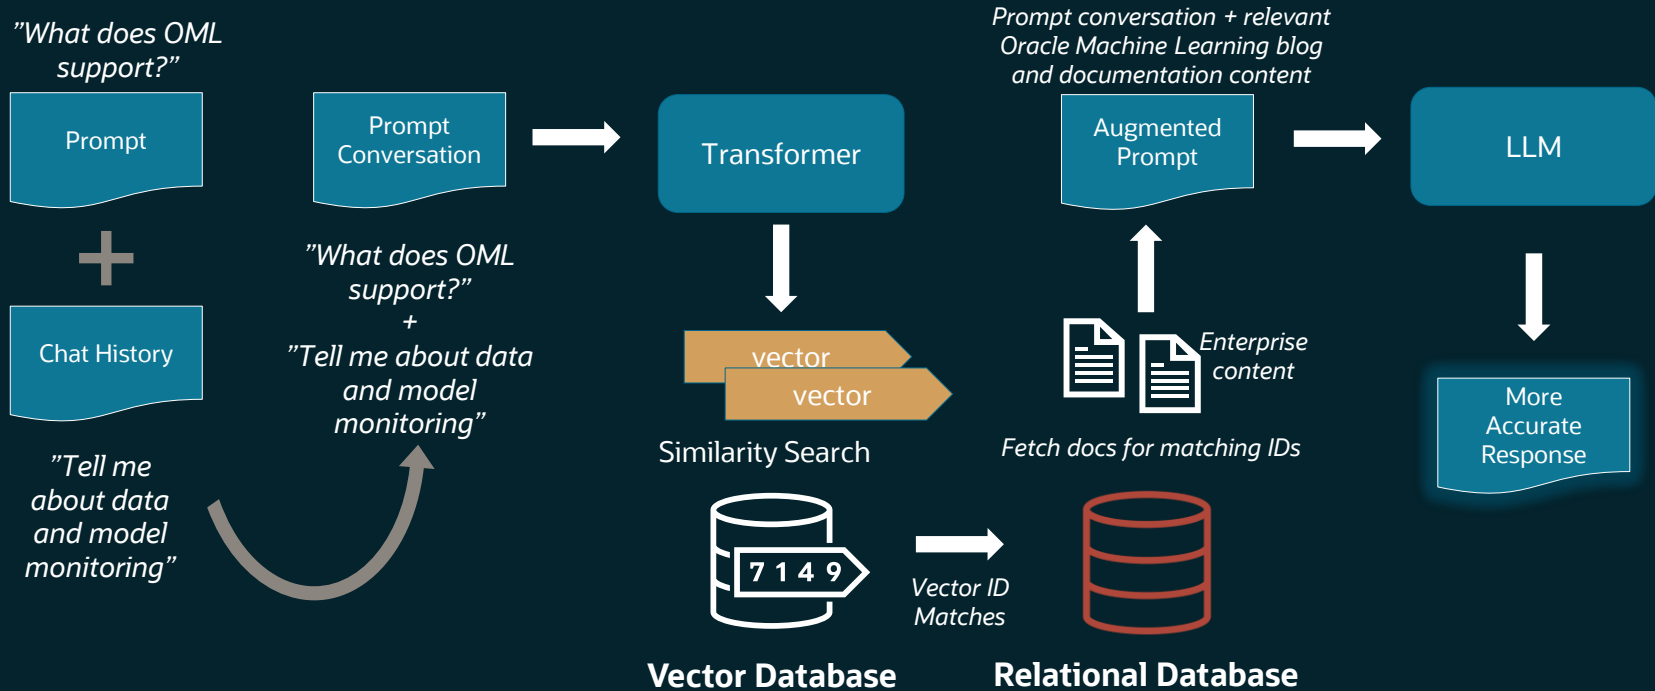 ”What does OML
support?”
Prompt
Chat History
”Tell me
about data
and model
monitoring”
Prompt
Conversation
”What does OML
support?”
+
”Tell me about data
and model
monitoring”
Transformer
vector
vector
Similarity Search
7 1 4 9
Vector Database
Vector ID
Matches
Prompt conversation + relevant
Oracle Machine Learning blog
and documentation content
Augmented
Prompt
Enterprise
content
Fetch docs for matching IDs
Relational Database
LLM
More
Accurate
Response